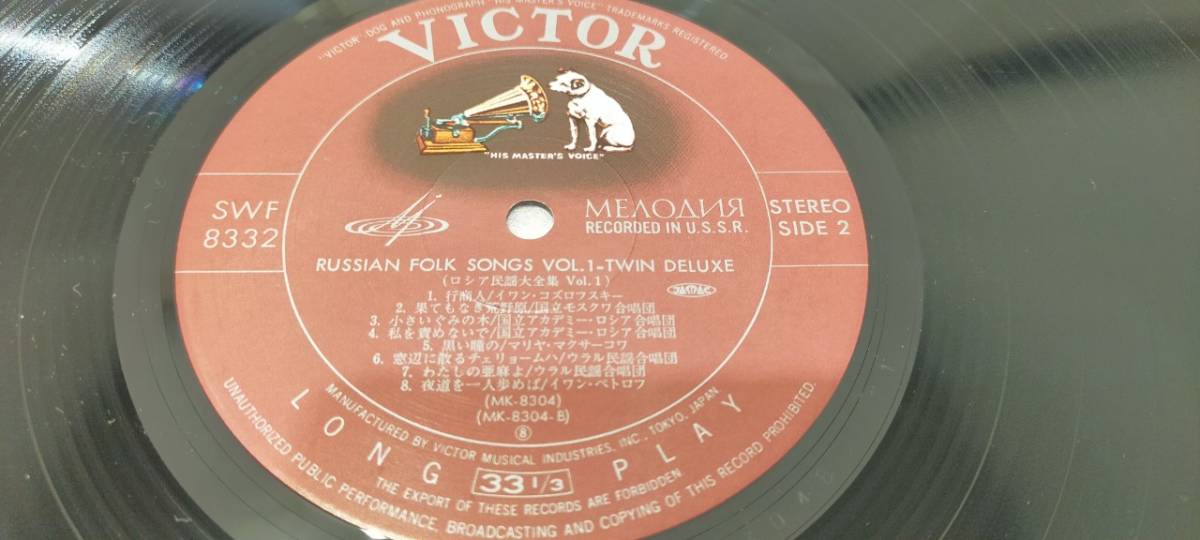 "VICTOR" DOG AND PHONOGRAPH "HIS MASTER'S VOICE" TRADEMARKS REGISTERED.
VICTOR
"HIS MASTER'S VOICE"
SWF
8332
МЕЛОДИЯ
RECORDED IN U.S.S.R.
STEREO
SIDE 2
RUSSIAN FOLK SONGS VOL.1-TWIN DELUXE
(ロシア民謡大全集 Vol.1)
1. 行商人/イワン・コズロフスキー
2. 果てもなき荒野原/国立モスクワ合唱団
3. 小さいぐみの木/国立アカデミー・ロシア合唱団
4. 私を責めないで/国立アカデミー・ロシア合唱団
5. 黒い瞳の/マリヤ・マクサーコワ
6. 窓辺に散るチェリョームハ/ウラル民謡合唱団
7. わたしの亜麻よ/ウラル民謡合唱団
8. 夜道を一人歩めば/イワン・ペトロフ
(MK-8304)
(MK-8304-B)
⑧
MANUFACTURED BY VICTOR MUSICAL INDUSTRIES, INC., TOKYO, JAPAN
LONG PLAY
33 1/3
THE EXPORT OF THESE RECORDS ARE FORBIDDEN
UNAUTHORIZED PUBLIC PERFORMANCE, BROADCASTING AND COPYING OF THIS RECORD PROHIBITED.